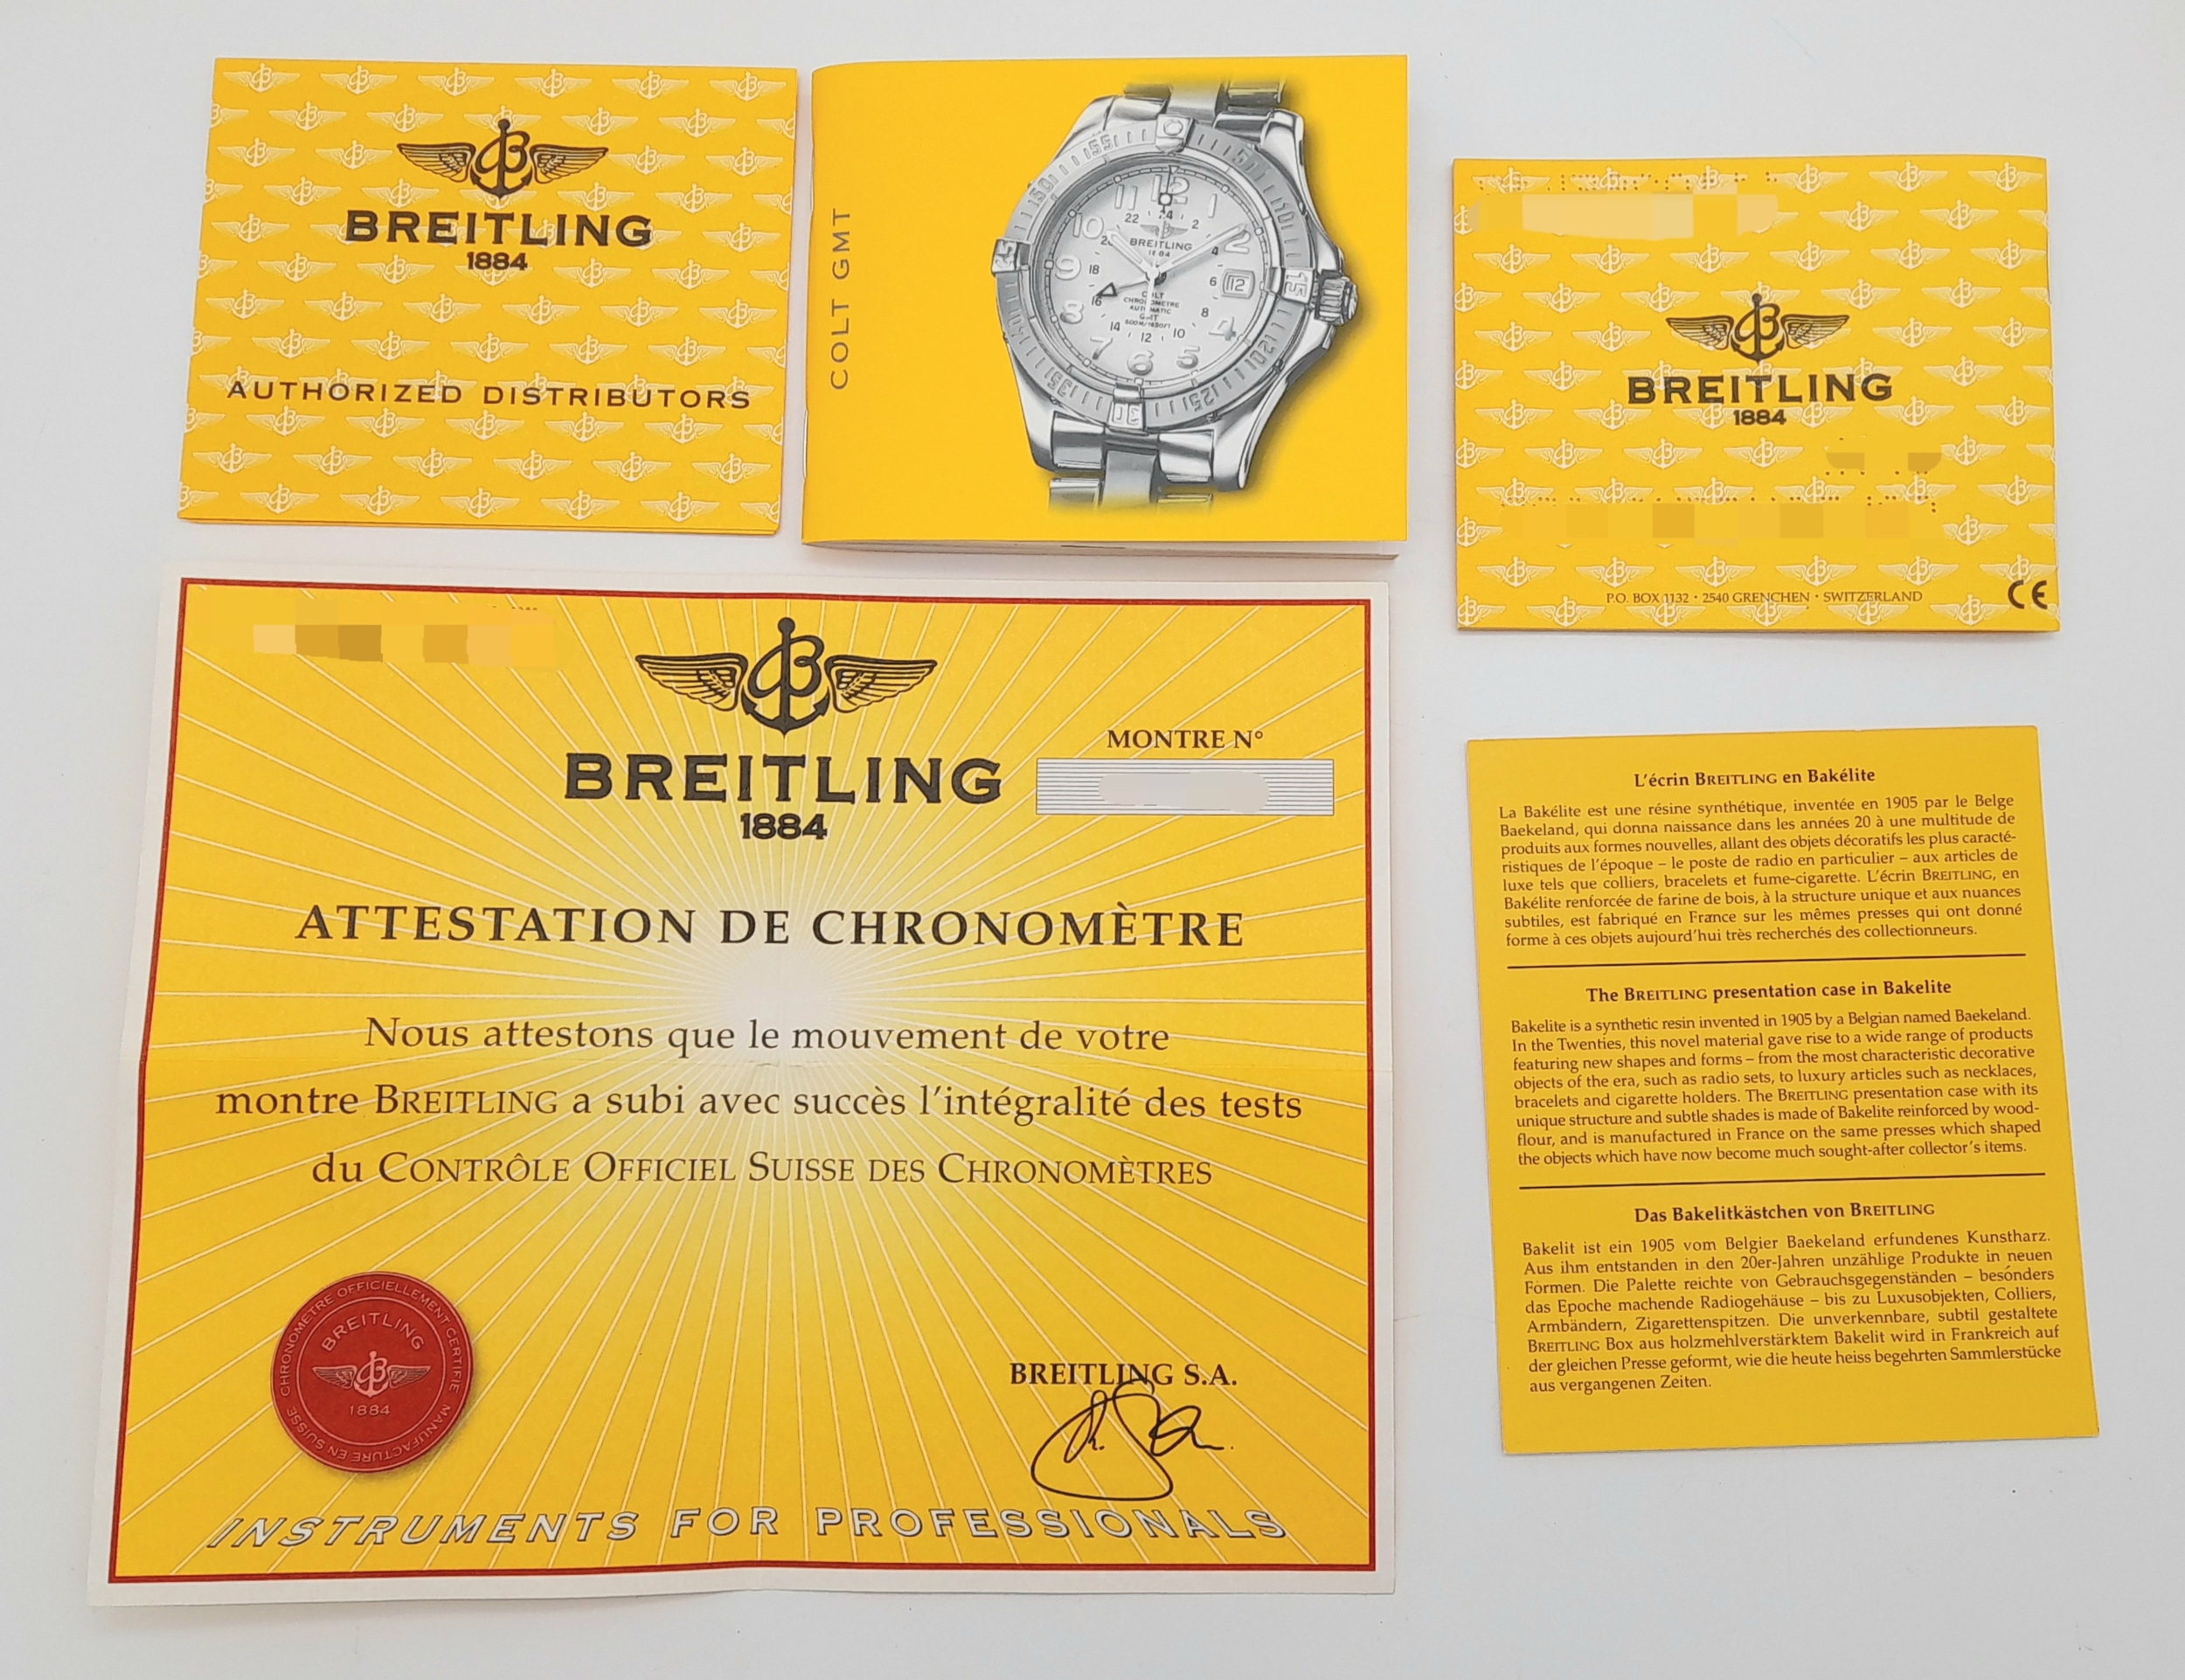 BREITLING
1884
AUTHORIZED DISTRIBUTORS
COLT GMT
BREITLING
1884
COLT
CHRONOMETRE
AUTOMATIC
GMT
500M/1650FT
BREITLING
1884
P.O. BOX 1132 • 2540 GRENCHEN • SWITZERLAND
CE
BREITLING
1884
MONTRE N°
ATTESTATION DE CHRONOMÈTRE
Nous attestons que le mouvement de votre
montre BREITLING a subi avec succès l'intégralité des tests
du CONTRÔLE OFFICIEL SUISSE DES CHRONOMÈTRES
CHRONOMETRE OFFICIELLEMENT CERTIFIE
MANUFACTURE EN SUISSE
BREITLING
1884
BREITLING S.A.
INSTRUMENTS FOR PROFESSIONALS
L'écrin BREITLING en Bakélite
La Bakélite est une résine synthétique, inventée en 1905 par le Belge
Baekeland, qui donna naissance dans les années 20 à une multitude de
produits aux formes nouvelles, allant des objets décoratifs les plus caracté-
ristiques de l'époque – le poste de radio en particulier – aux articles de
luxe tels que colliers, bracelets et fume-cigarette. L'écrin BREITLING, en
Bakélite renforcée de farine de bois, à la structure unique et aux nuances
subtiles, est fabriqué en France sur les mêmes presses qui ont donné
forme à ces objets aujourd'hui très recherchés des collectionneurs.
The BREITLING presentation case in Bakelite
Bakelite is a synthetic resin invented in 1905 by a Belgian named Baekeland.
In the Twenties, this novel material gave rise to a wide range of products
featuring new shapes and forms – from the most characteristic decorative
objects of the era, such as radio sets, to luxury articles such as necklaces,
bracelets and cigarette holders. The BREITLING presentation case with its
unique structure and subtle shades is made of Bakelite reinforced by wood-
flour, and is manufactured in France on the same presses which shaped
the objects which have now become much sought-after collector's items.
Das Bakelitkästchen von BREITLING
Bakelit ist ein 1905 vom Belgier Baekeland erfundenes Kunstharz.
Aus ihm entstanden in den 20er-Jahren unzählige Produkte in neuen
Formen. Die Palette reichte von Gebrauchsgegenständen – besonders
das Epoche machende Radiogehäuse – bis zu Luxusobjekten, Colliers,
Armbändern, Zigarettenspitzen. Die unverkennbare, subtil gestaltete
BREITLING Box aus holzmehlverstärktem Bakelit wird in Frankreich auf
der gleichen Presse geformt, wie die heute heiss begehrten Sammlerstücke
aus vergangenen Zeiten.